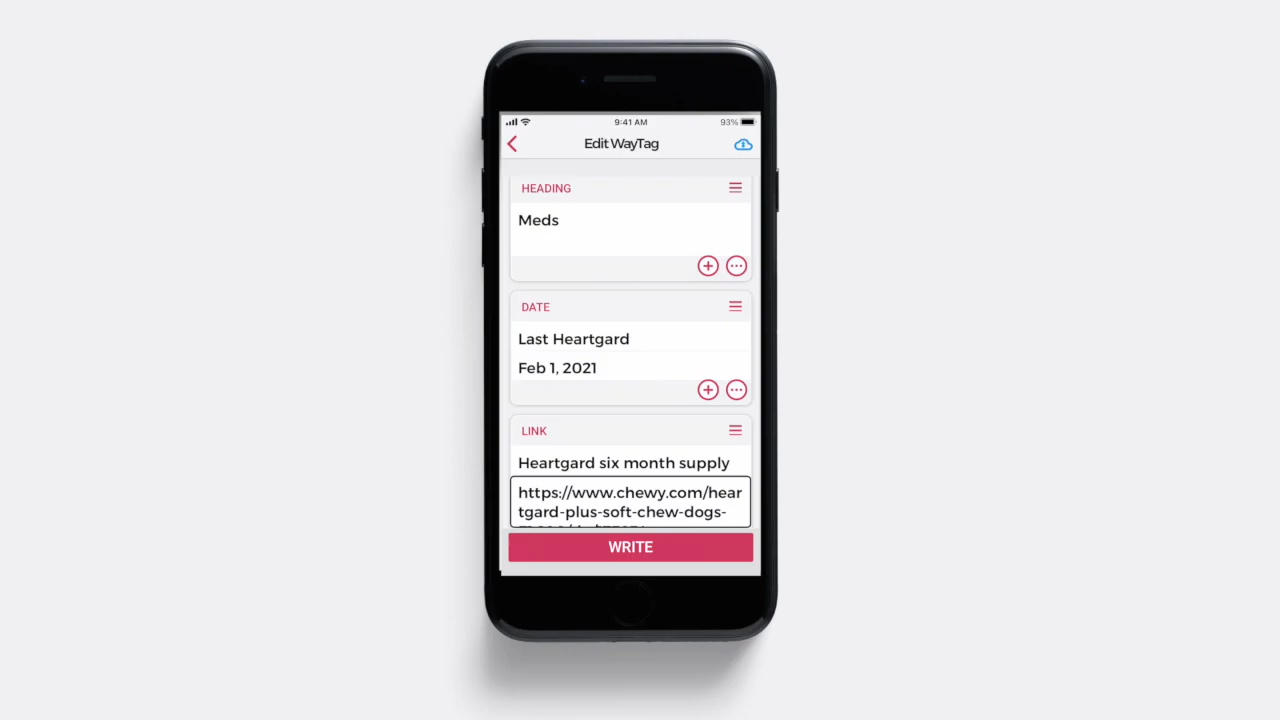 9:41 AM
93%
Edit WayTag
HEADING
Meds
DATE
Last Heartgard
Feb 1, 2021
LINK
Heartgard six month supply
https://www.chewy.com/hear
tgard-plus-soft-chew-dogs-
WRITE